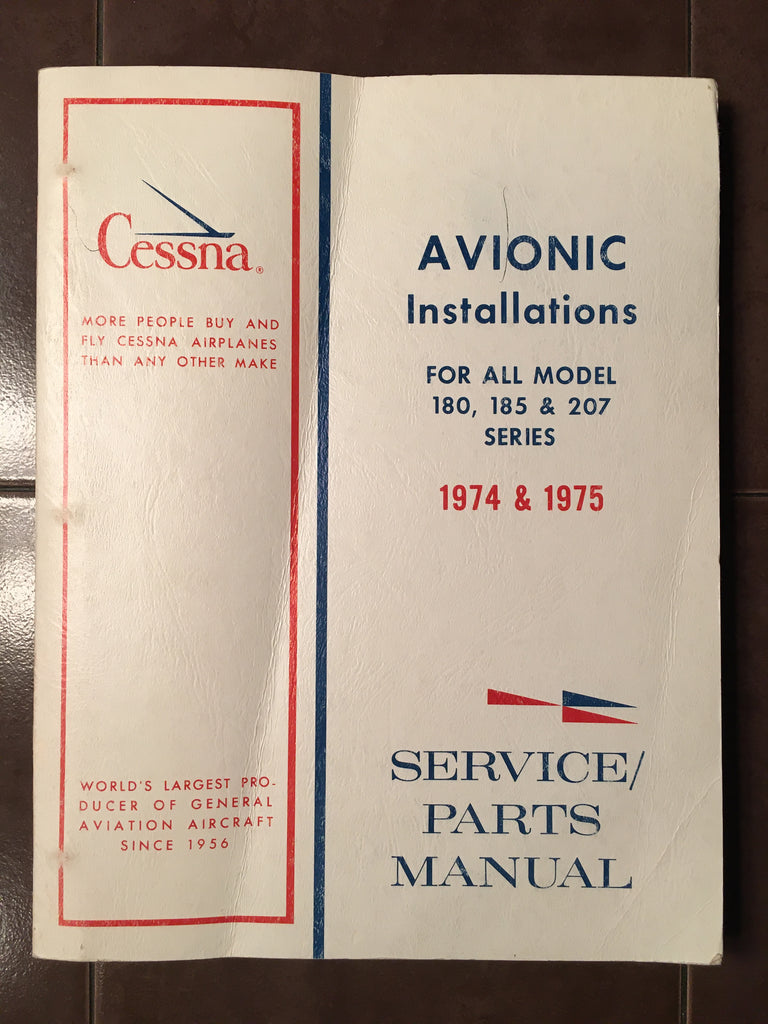 Cessna®
MORE PEOPLE BUY AND
FLY CESSNA AIRPLANES
THAN ANY OTHER MAKE
WORLD'S LARGEST PRO-
DUCER OF GENERAL
AVIATION AIRCRAFT
SINCE 1956
AVIONIC
Installations
FOR ALL MODEL
180, 185 & 207
SERIES
1974 & 1975
SERVICE/
PARTS
MANUAL